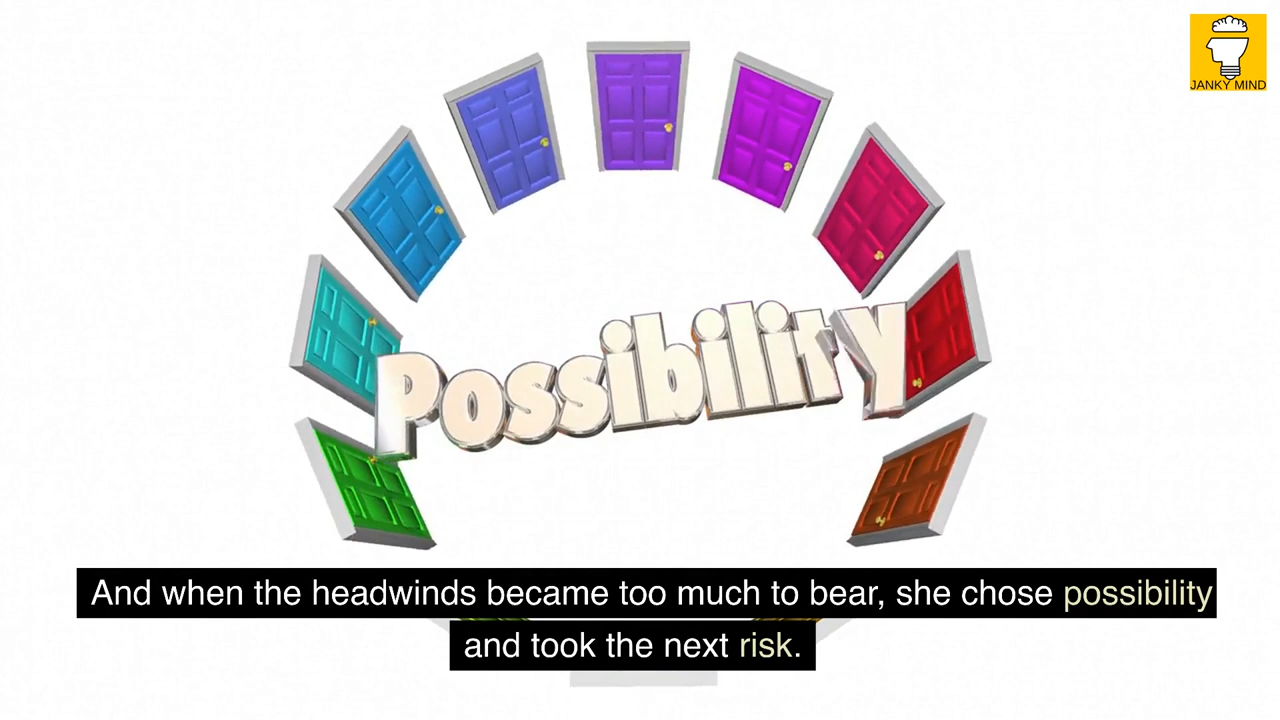 JANKY MIND
Possibility
And when the headwinds became too much to bear, she chose possibility
and took the next risk.